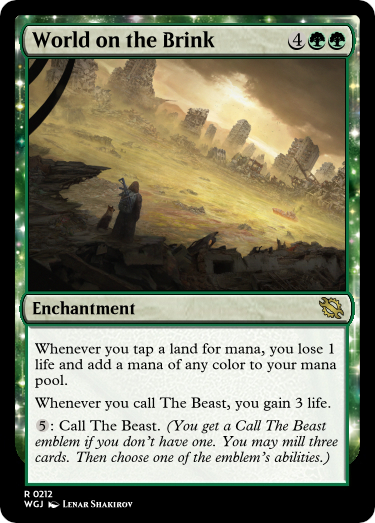 World on the Brink 4
Enchantment
Whenever you tap a land for mana, you lose 1
life and add a mana of any color to your mana
pool.
Whenever you call The Beast, you gain 3 life.
5: Call The Beast. (You get a Call The Beast
emblem if you don't have one. You may mill three
cards. Then choose one of the emblem's abilities.)
R 0212
WGJ Lenar Shakirov